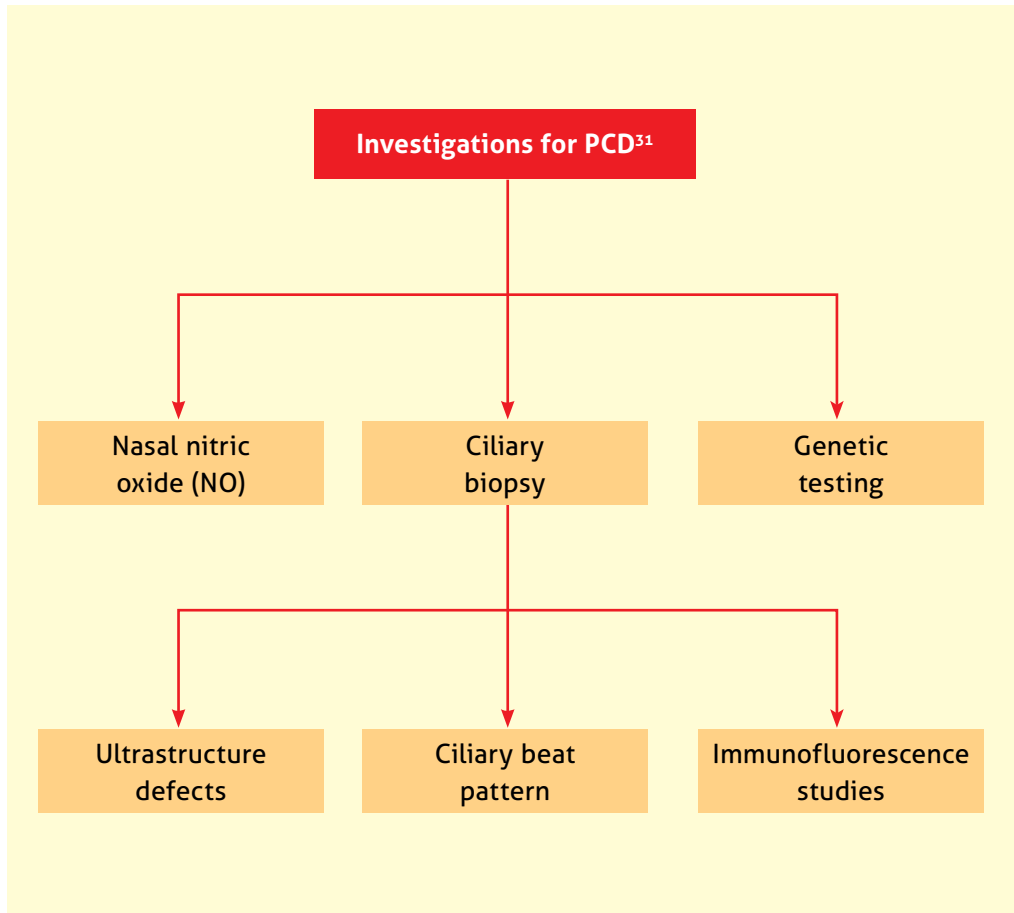 Investigations for PCD³¹
Nasal nitric
oxide (NO)
Ciliary
biopsy
Genetic
testing
Ultrastructure
defects
Ciliary beat
pattern
Immunofluorescence
studies